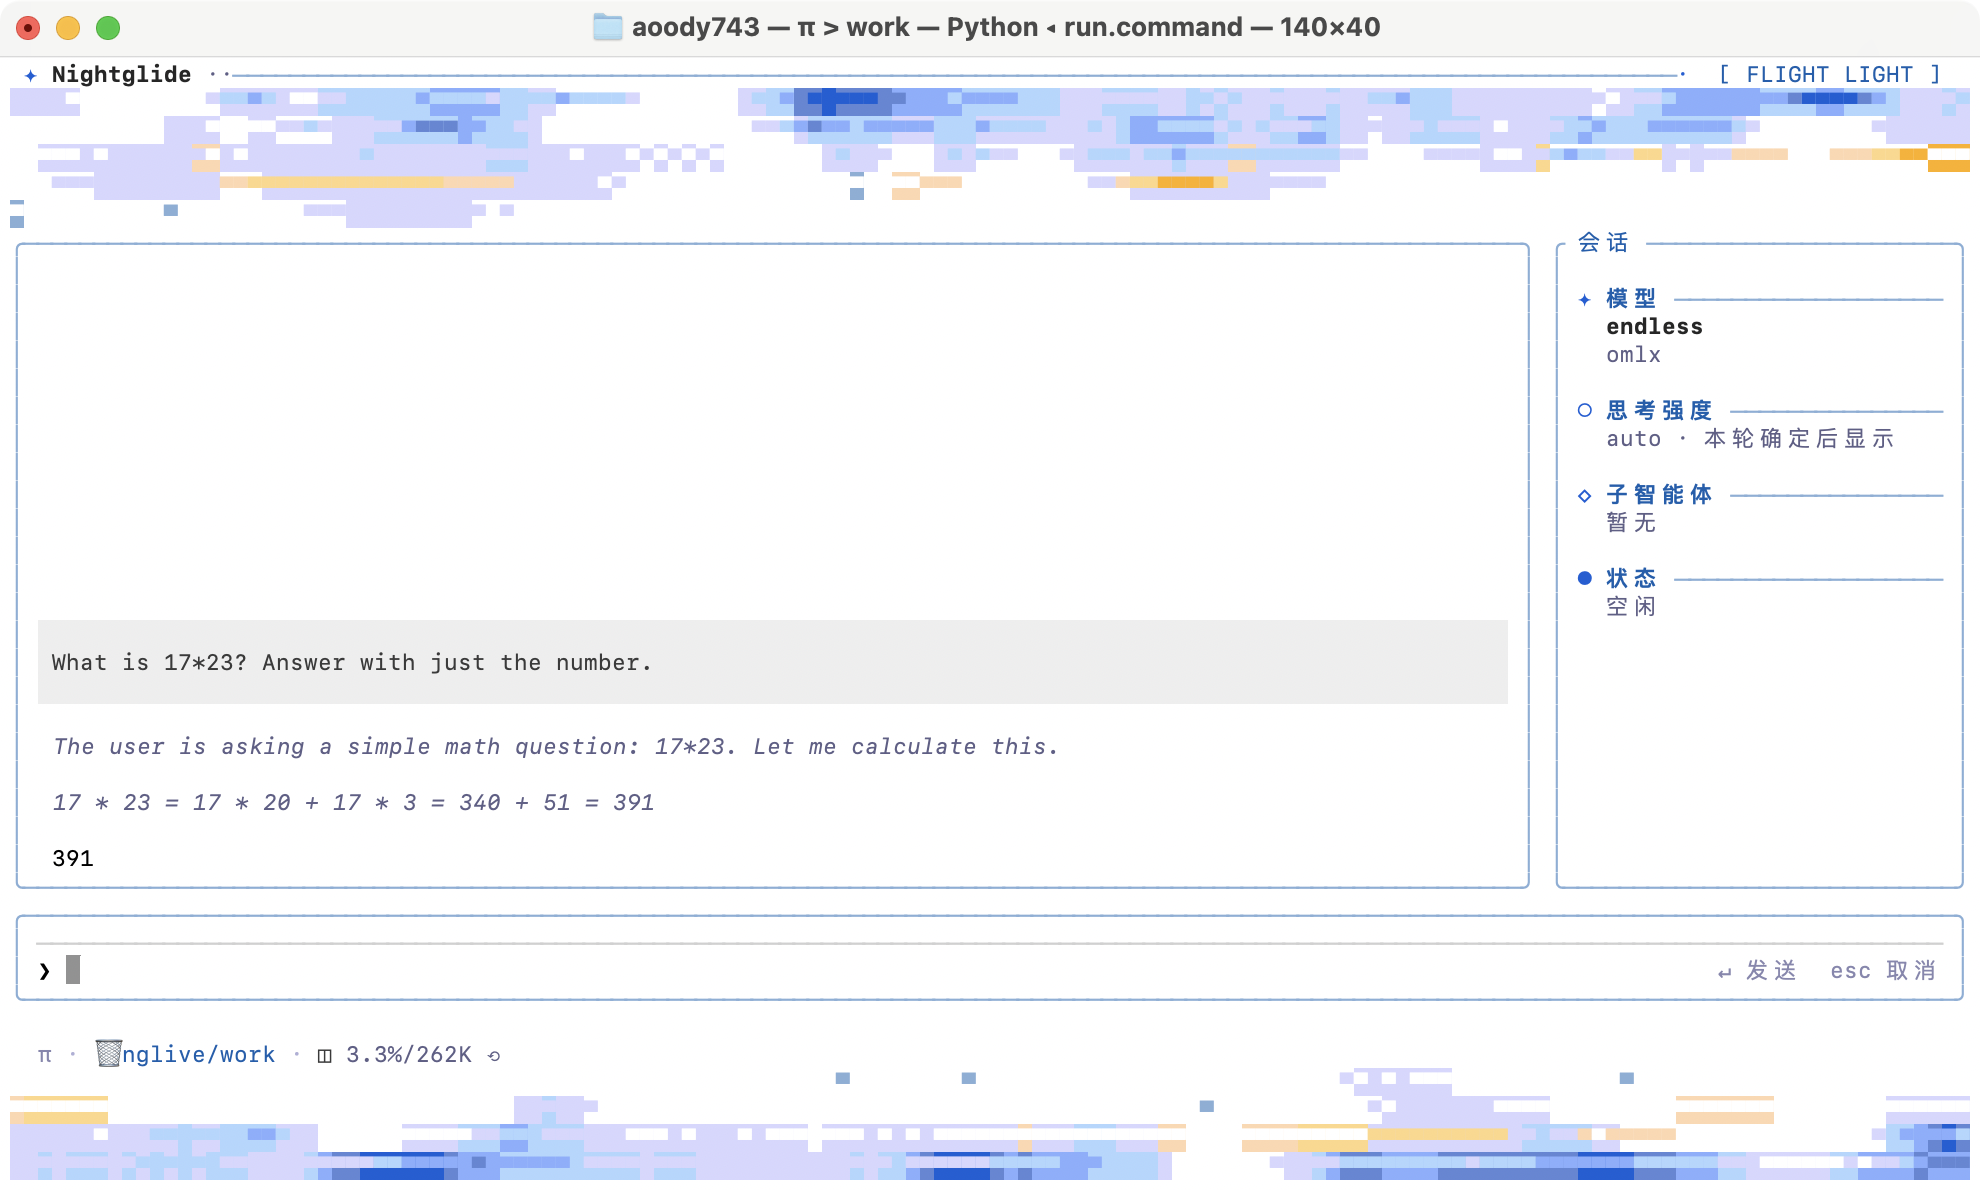 aoody743 — π > work — Python ◂ run.command — 140×40
✦ Nightglide ·· · [ FLIGHT LIGHT ]
What is 17*23? Answer with just the number.
The user is asking a simple math question: 17*23. Let me calculate this.
17 * 23 = 17 * 20 + 17 * 3 = 340 + 51 = 391
391
会话
✦ 模型
endless
omlx
○ 思考强度
auto · 本轮确定后显示
◇ 子智能体
暂无
● 状态
空闲
❯ ↵ 发送 esc 取消
π · 🗑nglive/work · ◫ 3.3%/262K ⟲